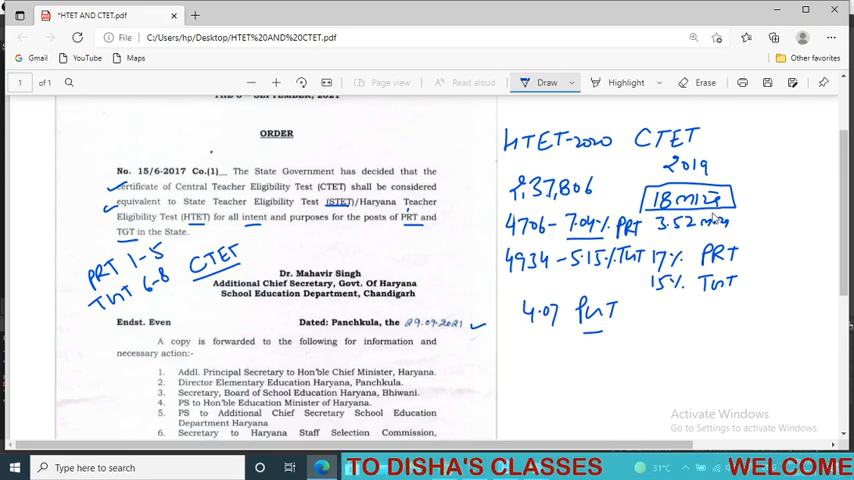 *HTET AND CTET.pdf
File
C:/Users/hp/Desktop/HTET%20AND%20CTET.pdf
Gmail
YouTube
Maps
Other favorites
1 of 1
Page view
Read aloud
Draw
Highlight
Erase
ORDER
No. 15/6-2017 Co.(1) The State Government has decided that the
certificate of Central Teacher Eligibility Test (CTET) shall be considered
equivalent to State Teacher Eligibility Test (STET)/Haryana Teacher
Eligibility Test (HTET) for all intent and purposes for the posts of PRT and
TGT in the State.
PRT 1-5
TGT 6-8
CTET
Dr. Mahavir Singh
Additional Chief Secretary, Govt. Of Haryana
School Education Department, Chandigarh
Endst. Even
Dated: Panchkula the 29.09.2021
A copy is forwarded to the following for information and
necessary action:-
1. Addl. Principal Secretary to Hon'ble Chief Minister, Haryana.
2. Director Elementary Education Haryana, Panchkula.
3. Secretary, Board of School Education Haryana, Bhiwani.
4. PS to Hon'ble Education Minister of Haryana.
5. PS to Additional Chief Secretary School Education
Department Haryana
6. Secretary to Haryana Staff Selection Commission,
HTET-2020
2,37,806
4706- 7.04% PRT
4934-5.15% TGT
4.07 PGT
CTET
2019
17% PRT
15% TGT
Activate Windows
Go to Settings to activate Windows.
Type here to search
TO DISHA'S CLASSES
31°C
WELCOME